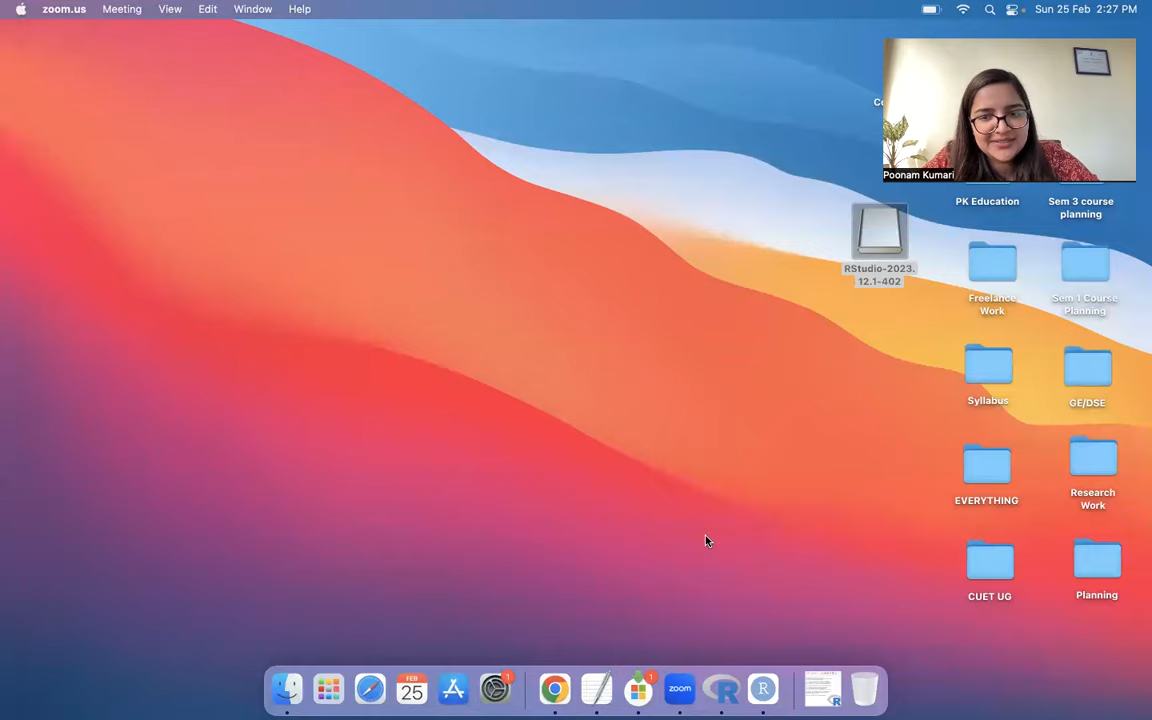 zoom.us Meeting View Edit Window Help Sun 25 Feb 2:27 PM
Poonam Kumari
PK Education
Sem 3 course
planning
RStudio-2023.
12.1-402
Freelance
Work
Sem 1 Course
Planning
Syllabus
GE/DSE
EVERYTHING
Research
Work
CUET UG
Planning
FEB
25
1
1
zoom
R
R